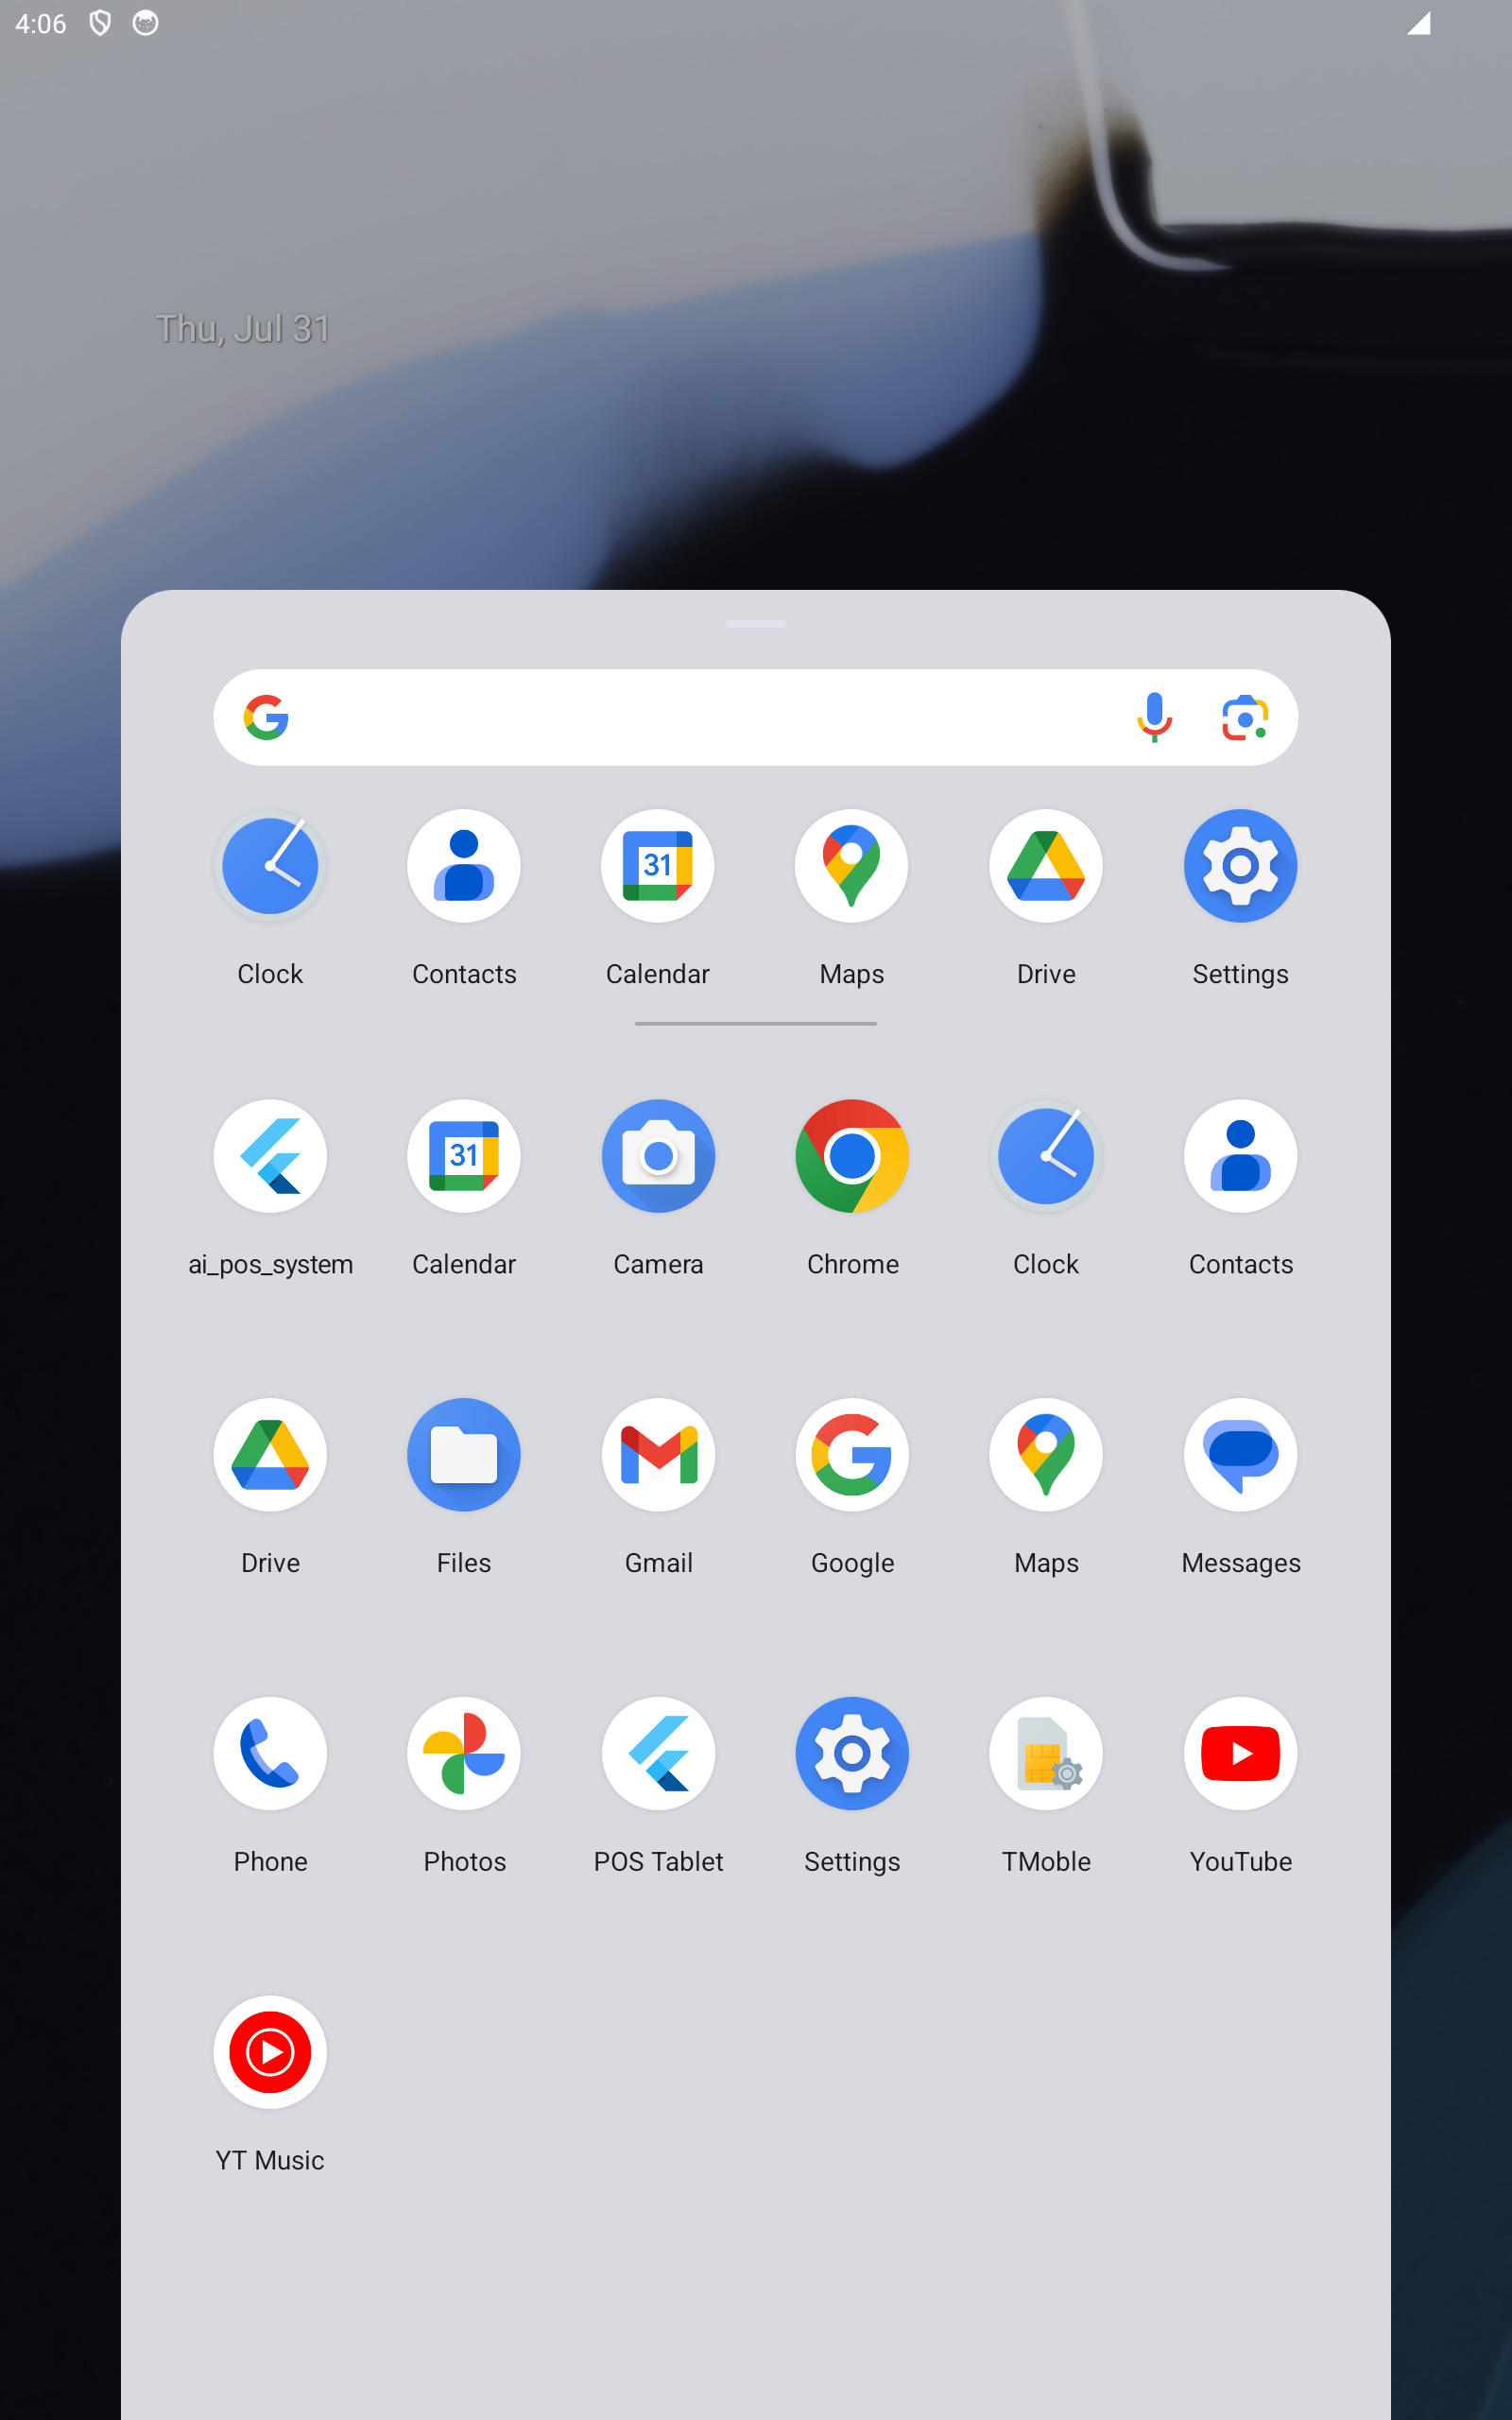 4:06
Thu, Jul 31
Clock Contacts Calendar Maps Drive Settings
ai_pos_system Calendar Camera Chrome Clock Contacts
Drive Files Gmail Google Maps Messages
Phone Photos POS Tablet Settings TMoble YouTube
YT Music